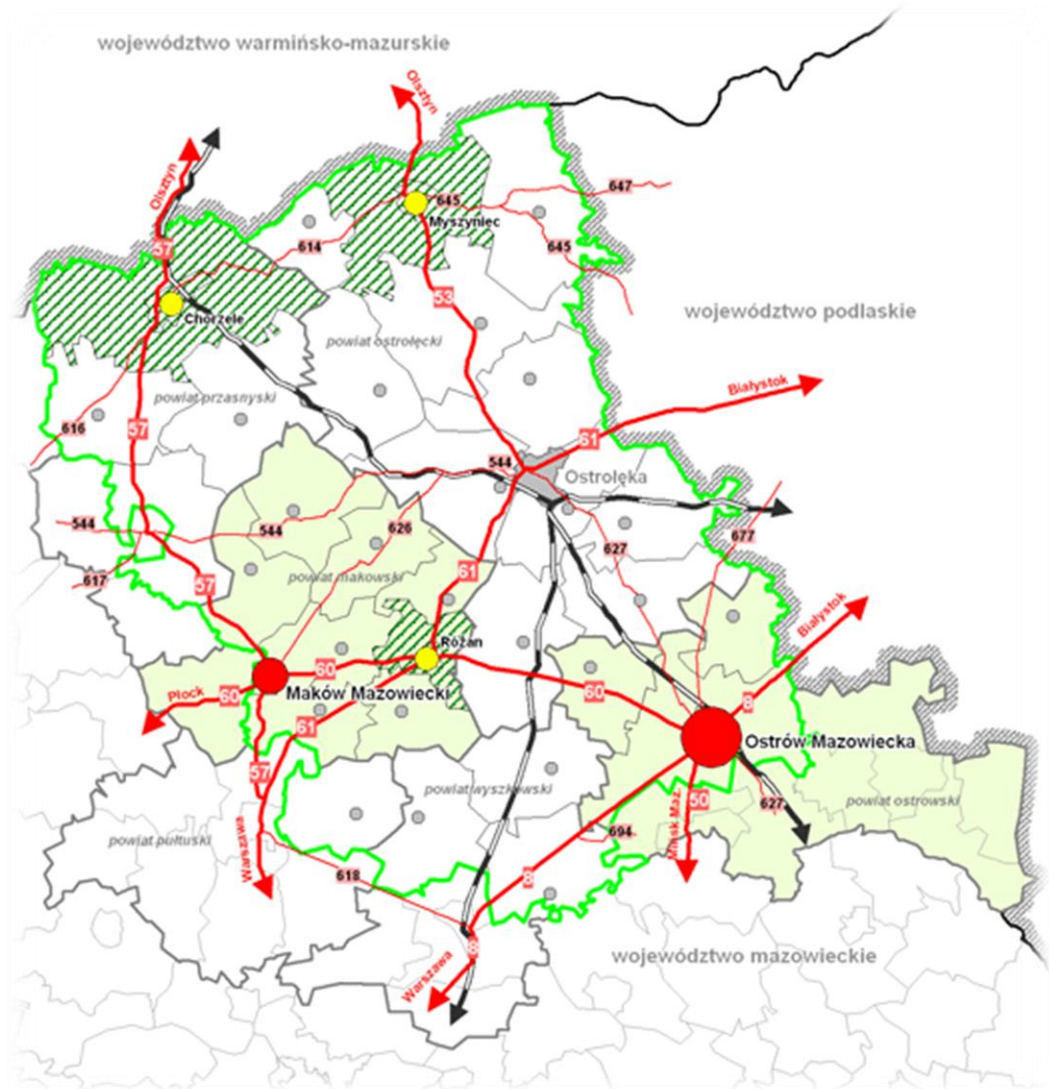 województwo warmińsko-mazurskie
Olsztyn
Olsztyn
647
645
Myszyniec
614
645
57
53
Chorzele
województwo podlaskie
powiat ostrołęcki
Białystok
powiat przasnyski
616
57
61
544
Ostrołęka
544
544
626
677
627
617
57
powiat makowski
61
Białystok
Różan
60
60
Płock
60
Maków Mazowiecki
8
61
Ostrów Mazowiecka
57
powiat wyszkowski
50
627
powiat ostrowski
Mińsk Maz.
694
powiat pułtuski
Warszawa
618
8
8
Warszawa
województwo mazowieckie